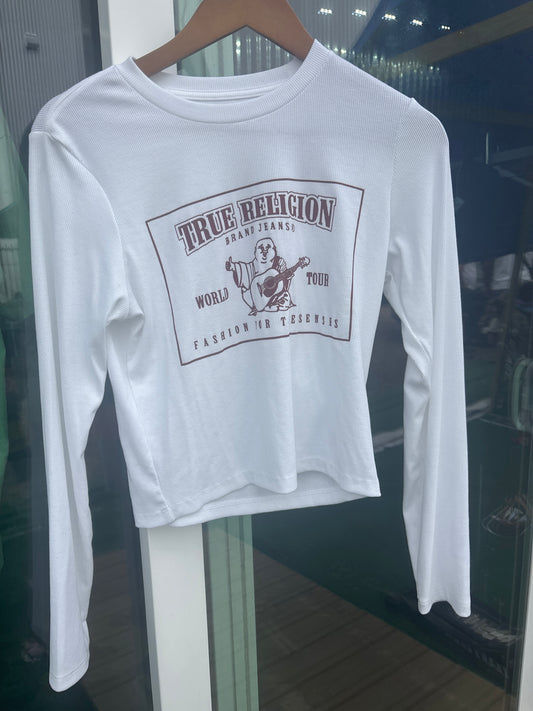 TRUE RELIGION
BRAND JEANS®
WORLD TOUR
FASHION FOR